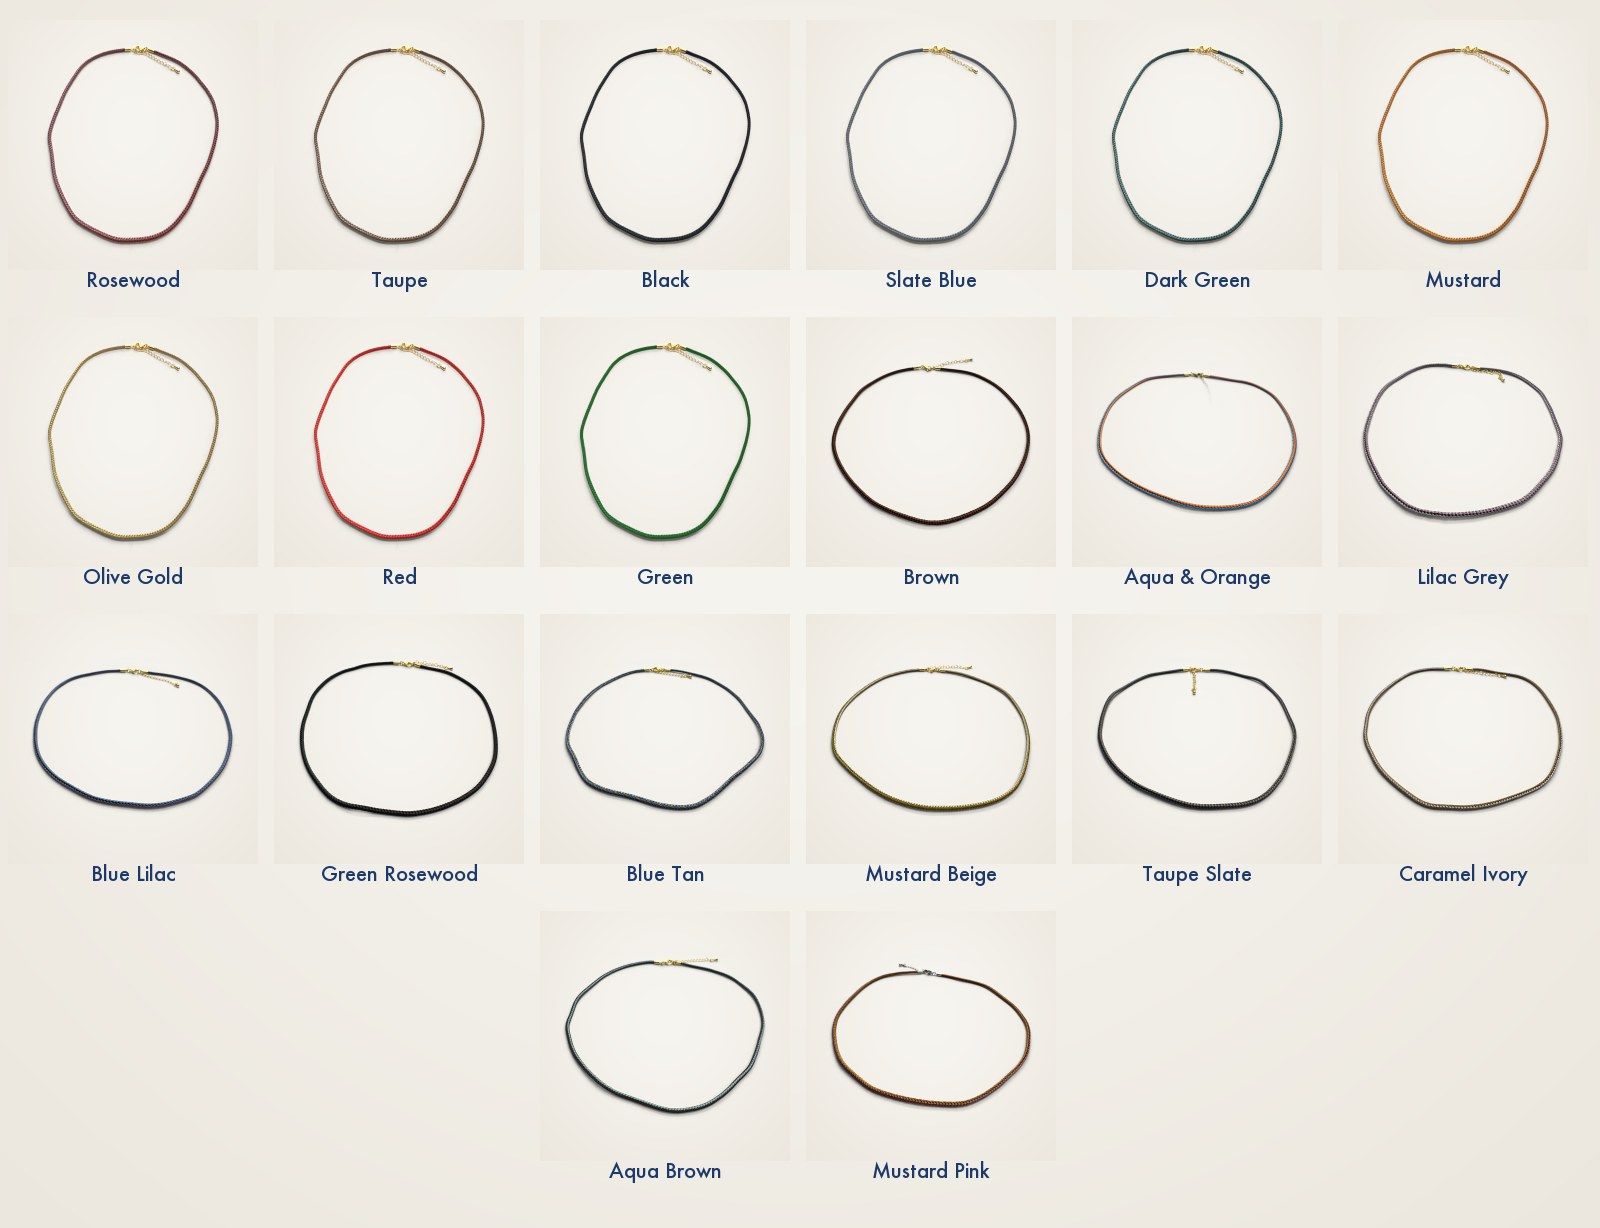 Rosewood
Taupe
Black
Slate Blue
Dark Green
Mustard
Olive Gold
Red
Green
Brown
Aqua & Orange
Lilac Grey
Blue Lilac
Green Rosewood
Blue Tan
Mustard Beige
Taupe Slate
Caramel Ivory
Aqua Brown
Mustard Pink